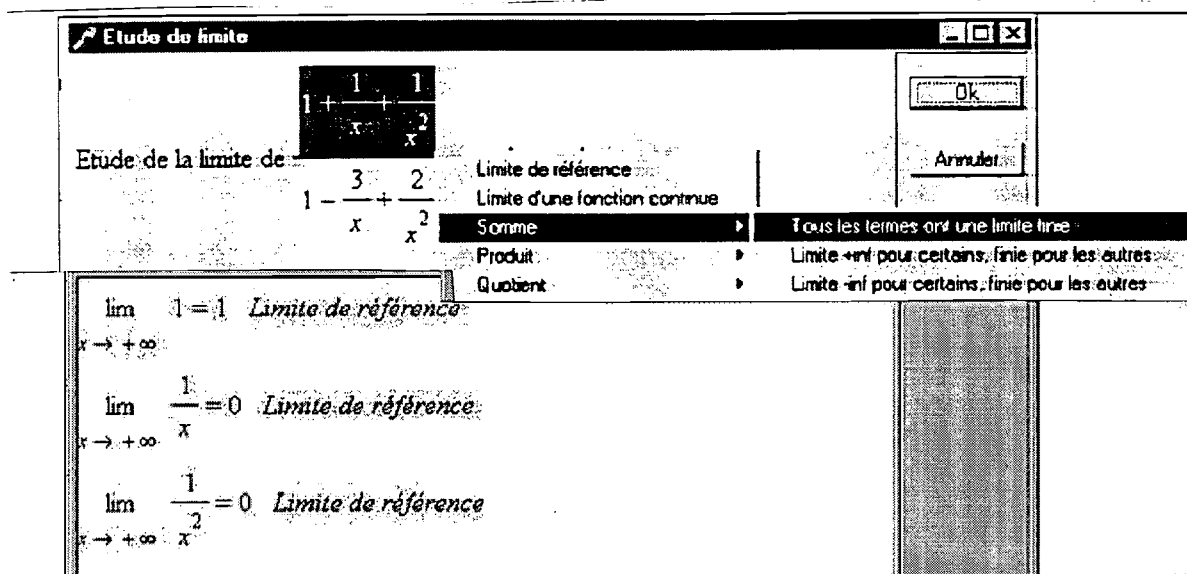 Etude de limite
Ok
Annuler
Etude de la limite de
1 + 1/x + 1/x^2
1 - 3/x + 2/x^2
Limite de référence
Limite d'une fonction continue
Somme
Produit
Quotient
Tous les termes ont une limite finie
Limite +inf pour certains, finie pour les autres
Limite -inf pour certains, finie pour les autres
lim 1 = 1 Limite de référence
x → +∞
lim 1/x = 0 Limite de référence
x → +∞
lim 1/x^2 = 0 Limite de référence
x → +∞